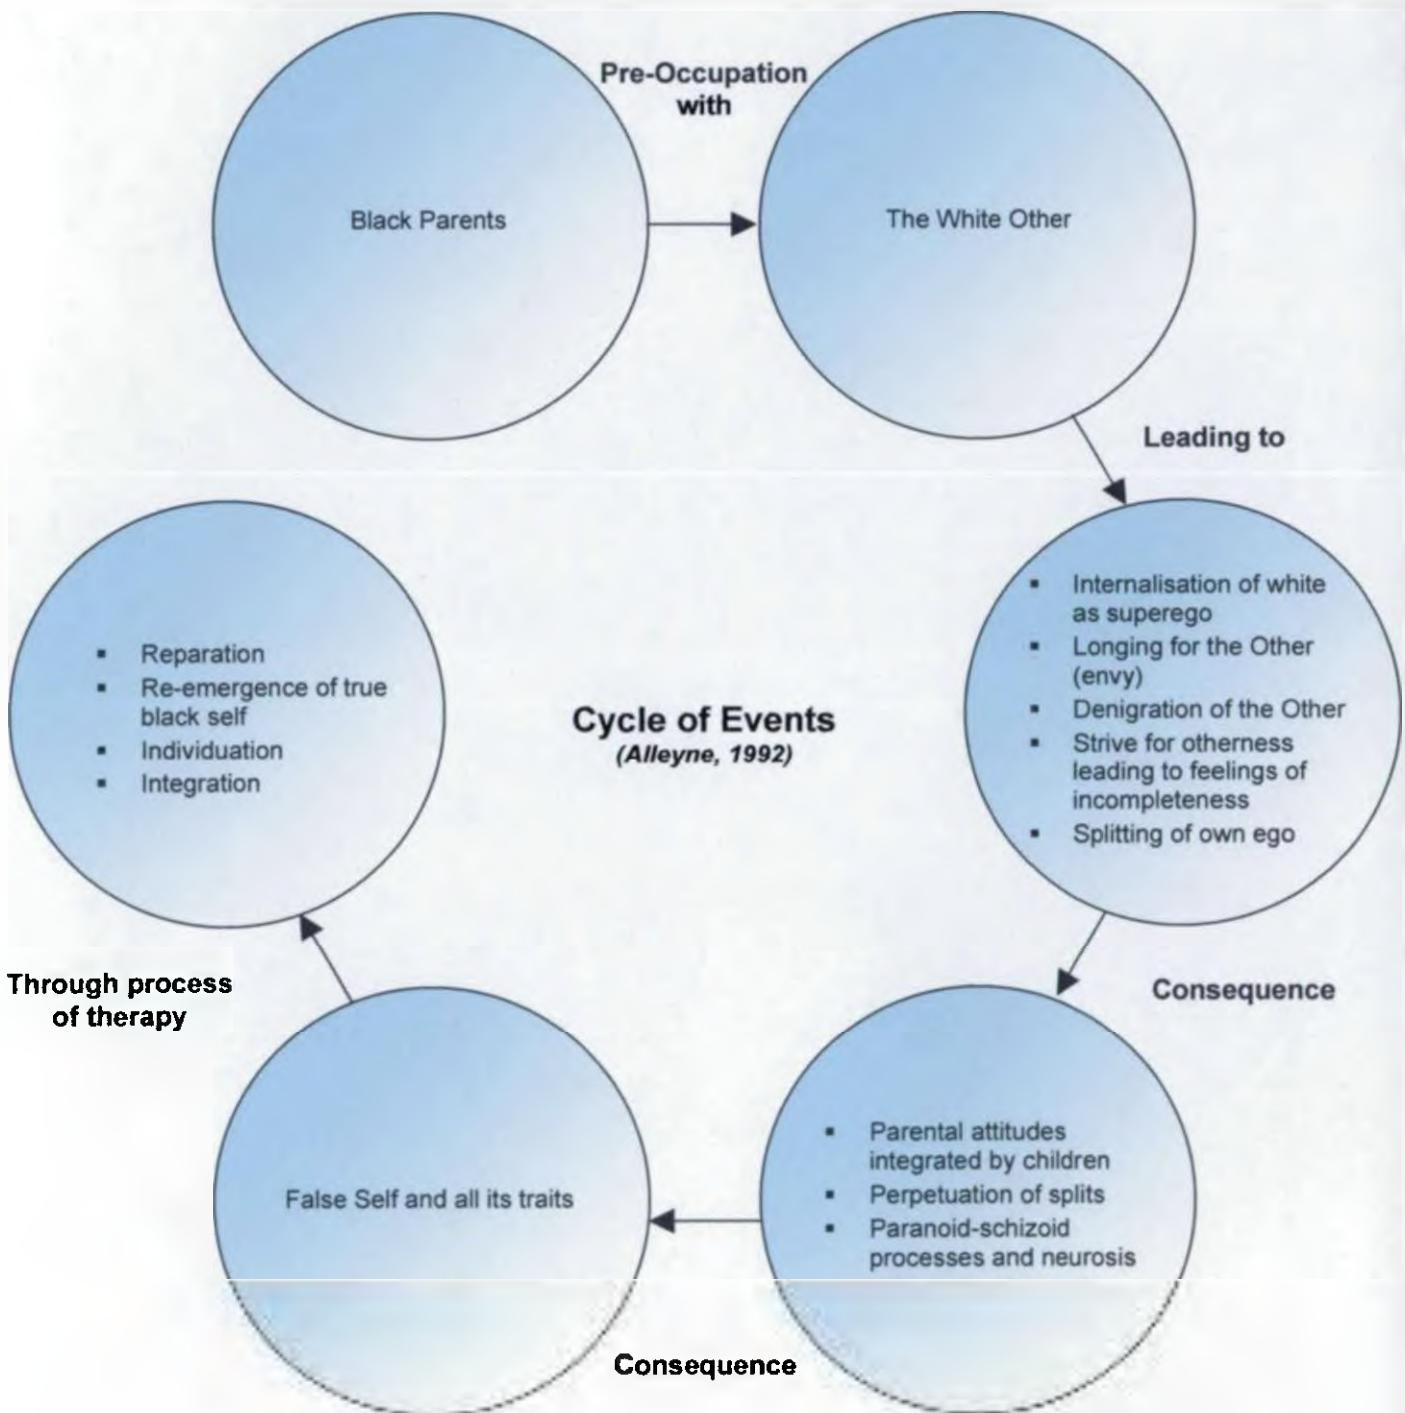 Pre-Occupation
with
Black Parents
The White Other
Leading to
▪ Internalisation of white
as superego
▪ Longing for the Other
(envy)
▪ Denigration of the Other
▪ Strive for otherness
leading to feelings of
incompleteness
▪ Splitting of own ego
▪ Reparation
▪ Re-emergence of true
black self
▪ Individuation
▪ Integration
Cycle of Events
(Alleyne, 1992)
Consequence
Through process
of therapy
▪ Parental attitudes
integrated by children
▪ Perpetuation of splits
▪ Paranoid-schizoid
processes and neurosis
False Self and all its traits
Consequence